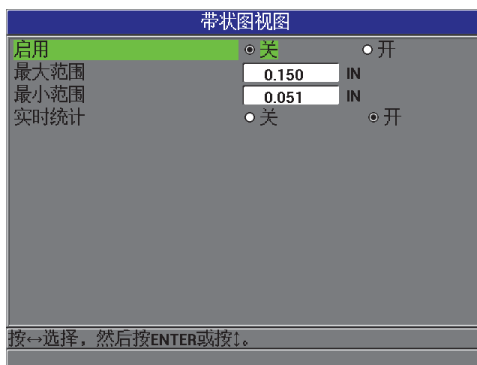 带状图视图
启用 关 开
最大范围 0.150 IN
最小范围 0.051 IN
实时统计 关 开
按↔选择，然后按ENTER或按↕。